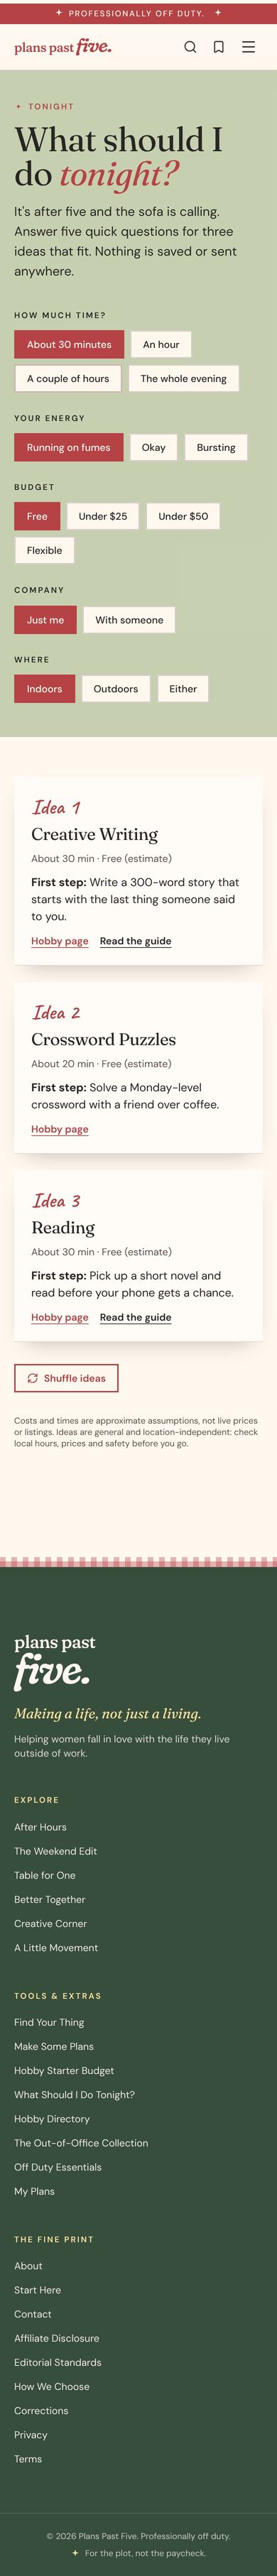 ✦ PROFESSIONALLY OFF DUTY. ✦
plans past five.
✦ TONIGHT
What should I
do tonight?
It's after five and the sofa is calling.
Answer five quick questions for three
ideas that fit. Nothing is saved or sent
anywhere.
HOW MUCH TIME?
About 30 minutes
An hour
A couple of hours
The whole evening
YOUR ENERGY
Running on fumes
Okay
Bursting
BUDGET
Free
Under $25
Under $50
Flexible
COMPANY
Just me
With someone
WHERE
Indoors
Outdoors
Either
Idea 1
Creative Writing
About 30 min · Free (estimate)
First step: Write a 300-word story that
starts with the last thing someone said
to you.
Hobby page Read the guide
Idea 2
Crossword Puzzles
About 20 min · Free (estimate)
First step: Solve a Monday-level
crossword with a friend over coffee.
Hobby page
Idea 3
Reading
About 30 min · Free (estimate)
First step: Pick up a short novel and
read before your phone gets a chance.
Hobby page Read the guide
Shuffle ideas
Costs and times are approximate assumptions, not live prices
or listings. Ideas are general and location-independent: check
local hours, prices and safety before you go.
plans past
five.
Making a life, not just a living.
Helping women fall in love with the life they live
outside of work.
EXPLORE
After Hours
The Weekend Edit
Table for One
Better Together
Creative Corner
A Little Movement
TOOLS & EXTRAS
Find Your Thing
Make Some Plans
Hobby Starter Budget
What Should I Do Tonight?
Hobby Directory
The Out-of-Office Collection
Off Duty Essentials
My Plans
THE FINE PRINT
About
Start Here
Contact
Affiliate Disclosure
Editorial Standards
How We Choose
Corrections
Privacy
Terms
© 2026 Plans Past Five. Professionally off duty.
✦ For the plot, not the paycheck.